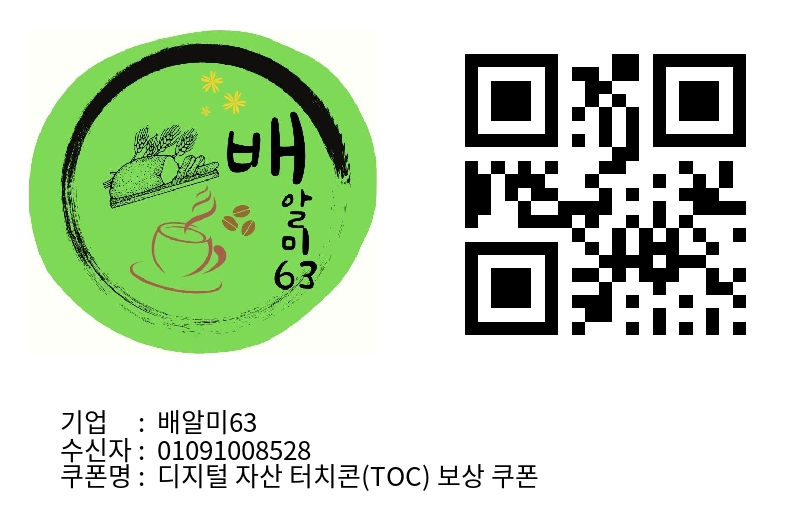 배
알
미
63
기업 : 배알미63
수신자 : 01091008528
쿠폰명 : 디지털 자산 터치콘(TOC) 보상 쿠폰